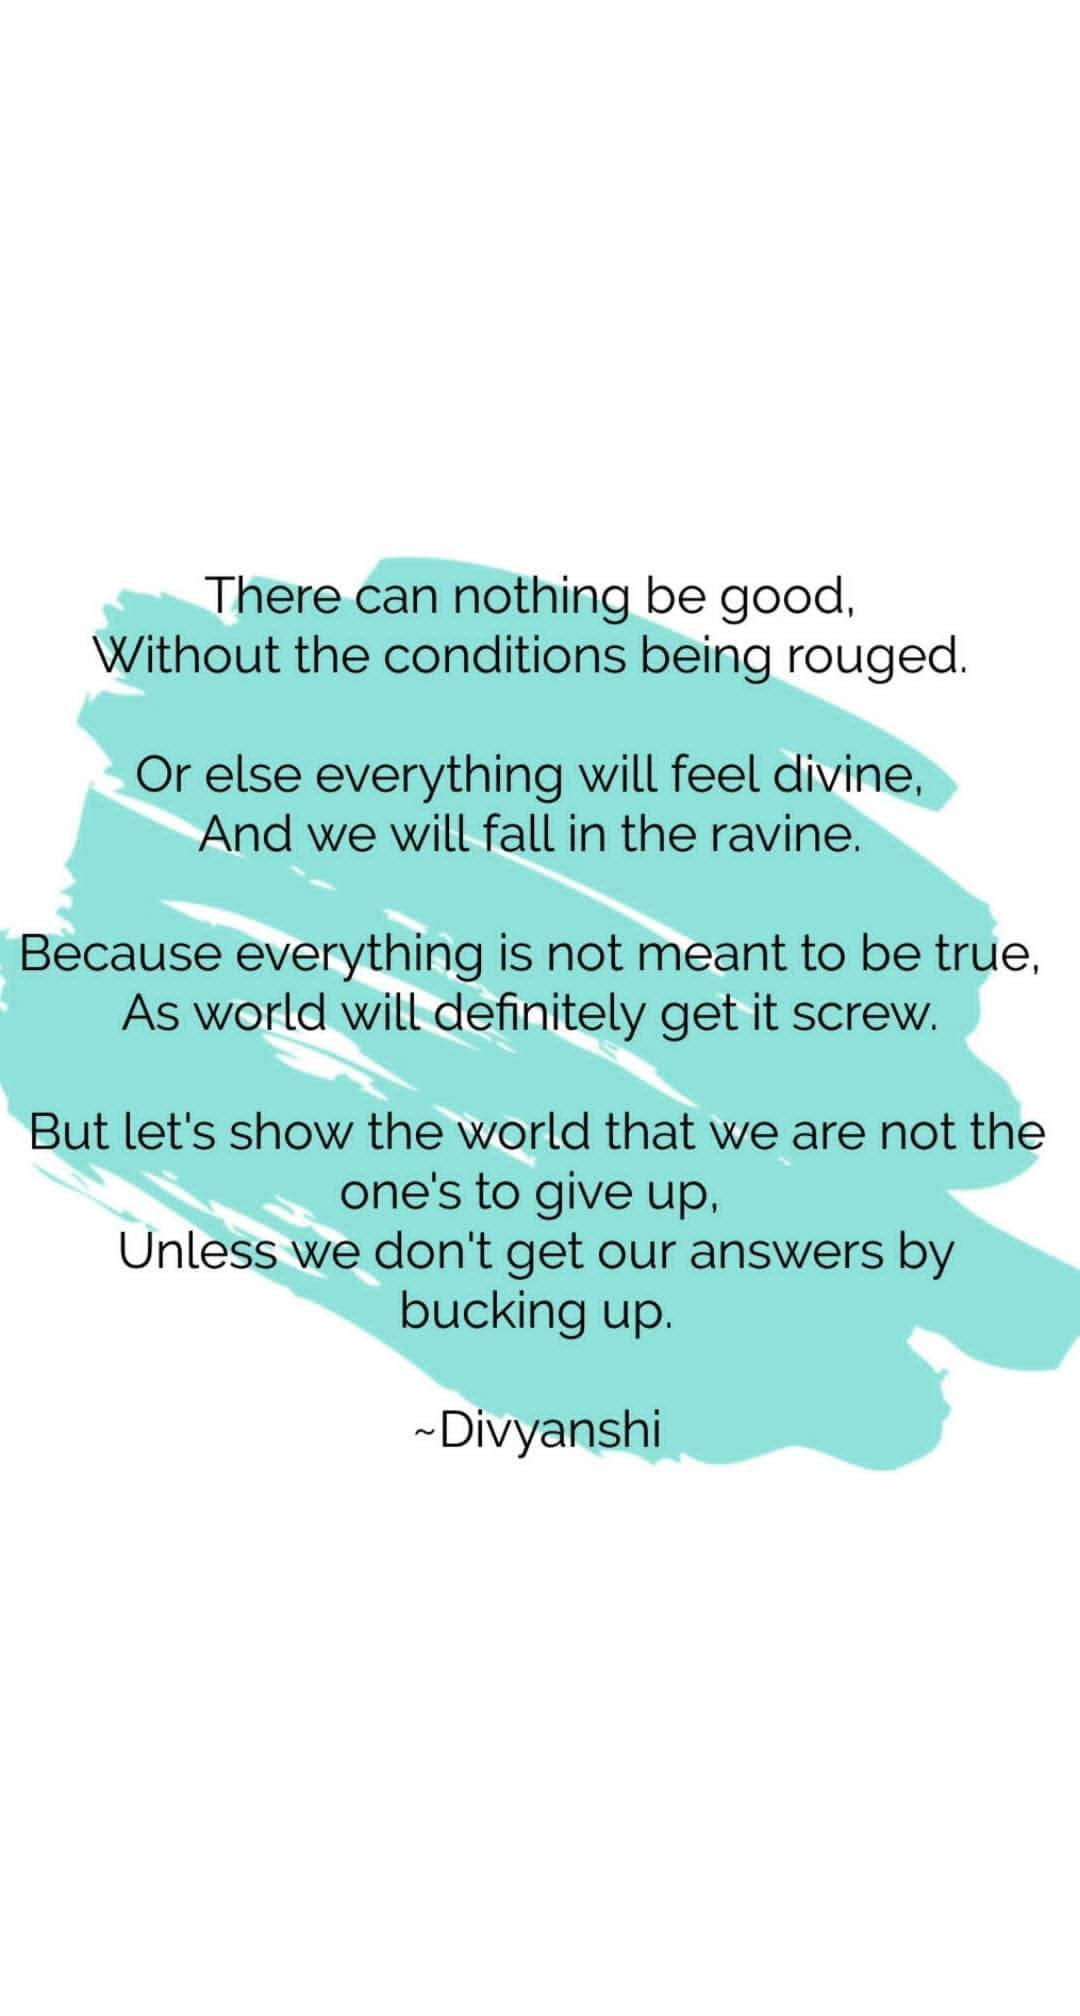 There can nothing be good,
Without the conditions being rouged.
Or else everything will feel divine,
And we will fall in the ravine.
Because everything is not meant to be true,
As world will definitely get it screw.
But let's show the world that we are not the
one's to give up,
Unless we don't get our answers by
bucking up.
~Divyanshi